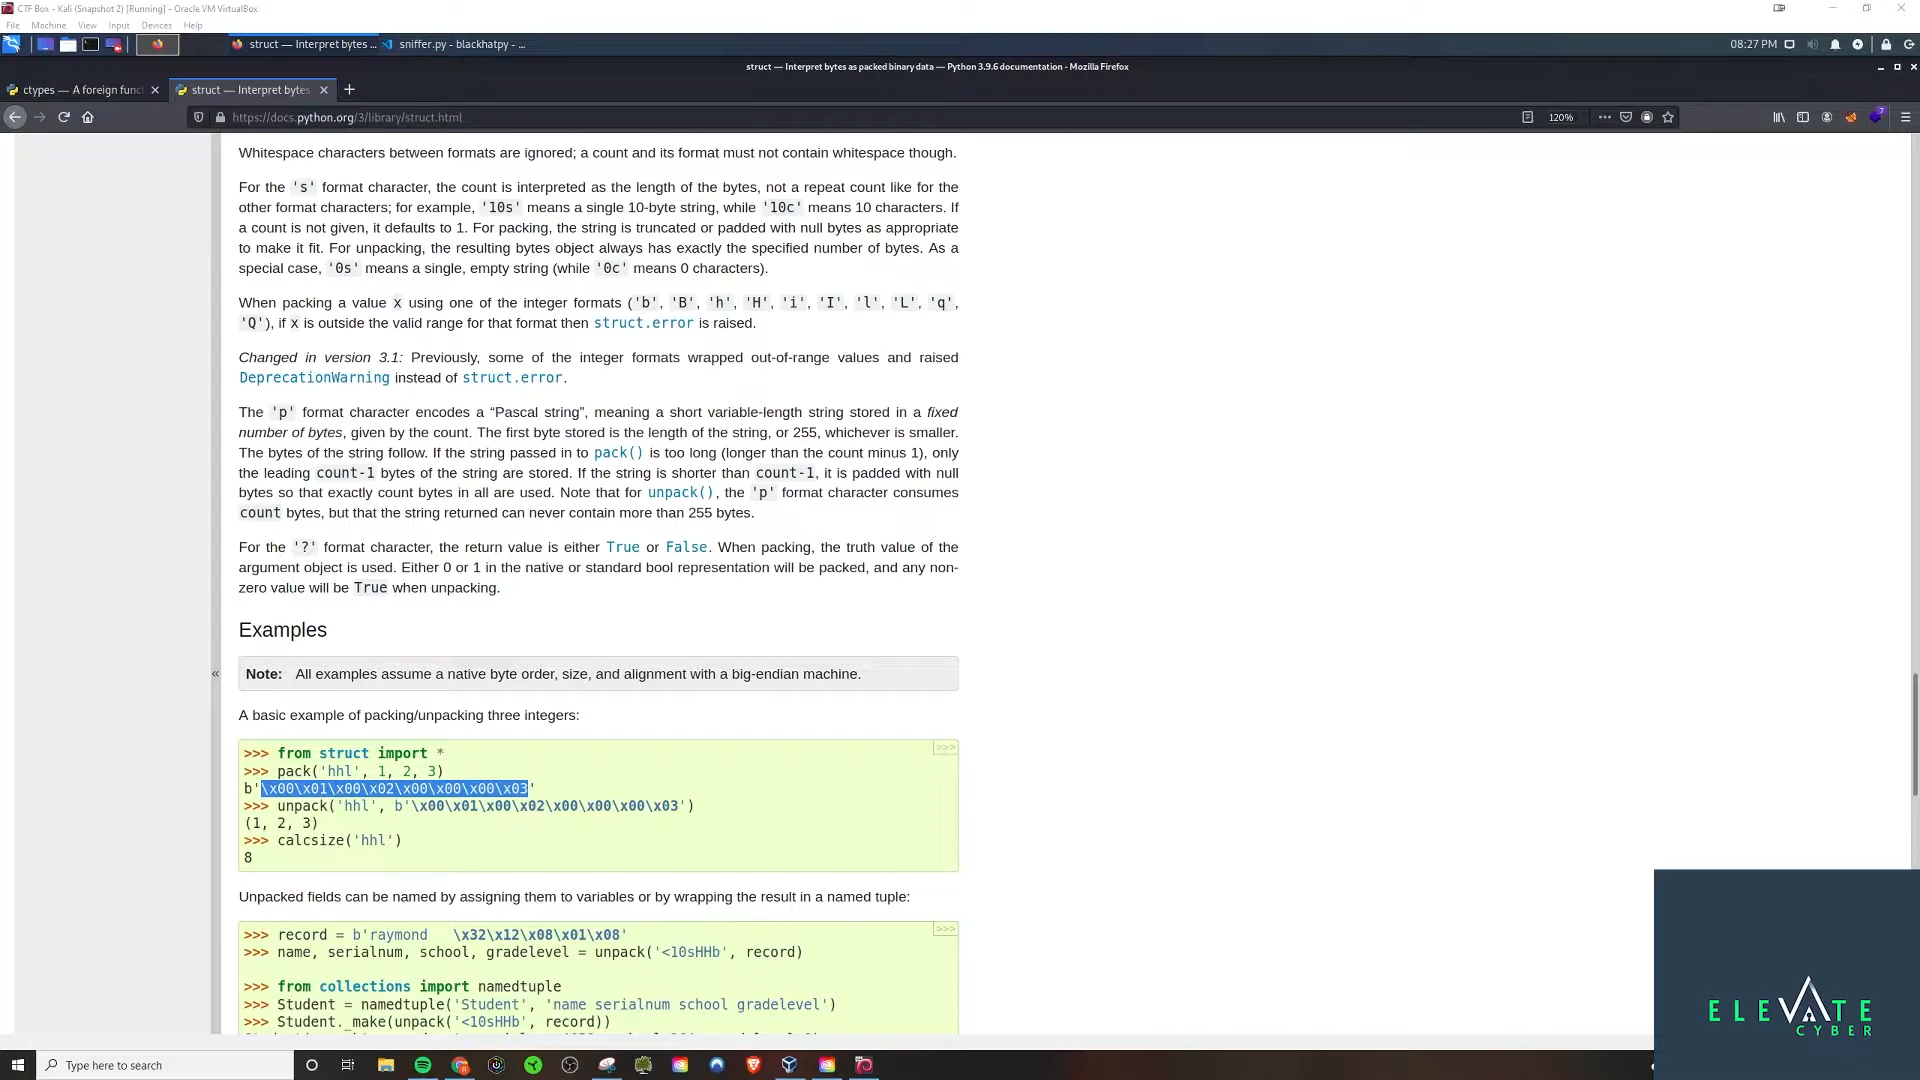 CTF Box - Kali (Snapshot 2) [Running] - Oracle VM VirtualBox
File Machine View Input Devices Help
struct — Interpret bytes ... sniffer.py - blackhatpy - ... 08:27 PM
struct — Interpret bytes as packed binary data — Python 3.9.6 documentation - Mozilla Firefox
ctypes — A foreign funct struct — Interpret bytes
https://docs.python.org/3/library/struct.html 120% 7
Whitespace characters between formats are ignored; a count and its format must not contain whitespace though.
For the 's' format character, the count is interpreted as the length of the bytes, not a repeat count like for the
other format characters; for example, '10s' means a single 10-byte string, while '10c' means 10 characters. If
a count is not given, it defaults to 1. For packing, the string is truncated or padded with null bytes as appropriate
to make it fit. For unpacking, the resulting bytes object always has exactly the specified number of bytes. As a
special case, '0s' means a single, empty string (while '0c' means 0 characters).
When packing a value x using one of the integer formats ('b', 'B', 'h', 'H', 'i', 'I', 'l', 'L', 'q',
'Q'), if x is outside the valid range for that format then struct.error is raised.
Changed in version 3.1: Previously, some of the integer formats wrapped out-of-range values and raised
DeprecationWarning instead of struct.error.
The 'p' format character encodes a “Pascal string”, meaning a short variable-length string stored in a fixed
number of bytes, given by the count. The first byte stored is the length of the string, or 255, whichever is smaller.
The bytes of the string follow. If the string passed in to pack() is too long (longer than the count minus 1), only
the leading count-1 bytes of the string are stored. If the string is shorter than count-1, it is padded with null
bytes so that exactly count bytes in all are used. Note that for unpack(), the 'p' format character consumes
count bytes, but that the string returned can never contain more than 255 bytes.
For the '?' format character, the return value is either True or False. When packing, the truth value of the
argument object is used. Either 0 or 1 in the native or standard bool representation will be packed, and any non-
zero value will be True when unpacking.
Examples
«
Note: All examples assume a native byte order, size, and alignment with a big-endian machine.
A basic example of packing/unpacking three integers:
>>>
>>> from struct import *
>>> pack('hhl', 1, 2, 3)
b'\x00\x01\x00\x02\x00\x00\x00\x03'
>>> unpack('hhl', b'\x00\x01\x00\x02\x00\x00\x00\x03')
(1, 2, 3)
>>> calcsize('hhl')
8
Unpacked fields can be named by assigning them to variables or by wrapping the result in a named tuple:
>>>
>>> record = b'raymond   \x32\x12\x08\x01\x08'
>>> name, serialnum, school, gradelevel = unpack('<10sHHb', record)
>>> from collections import namedtuple
>>> Student = namedtuple('Student', 'name serialnum school gradelevel')
>>> Student._make(unpack('<10sHHb', record))
ELEVATE
CYBER
Type here to search